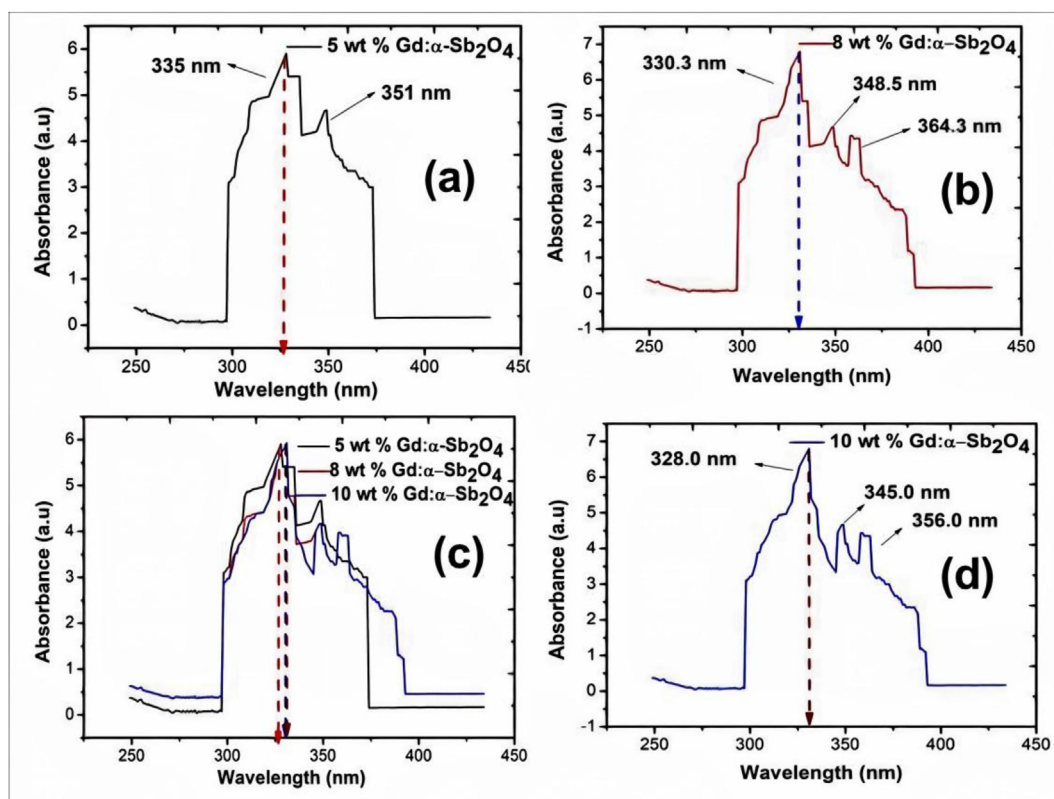 5 wt % Gd:α-Sb2O4
335 nm
351 nm
(a)
Absorbance (a.u)
6
5
4
3
2
1
0
250 300 350 400 450
Wavelength (nm)
8 wt % Gd:α–Sb2O4
330.3 nm
348.5 nm
364.3 nm
(b)
Absorbance (a.u)
7
6
5
4
3
2
1
0
-1
250 300 350 400 450
Wavelength (nm)
5 wt % Gd:α-Sb2O4
8 wt % Gd:α–Sb2O4
10 wt % Gd:α–Sb2O4
(c)
Absorbance (a.u)
6
5
4
3
2
1
0
250 300 350 400 450
Wavelength (nm)
10 wt % Gd:α–Sb2O4
328.0 nm
345.0 nm
356.0 nm
(d)
Absorbance (a.u)
7
6
5
4
3
2
1
0
-1
250 300 350 400 450
Wavelength (nm)